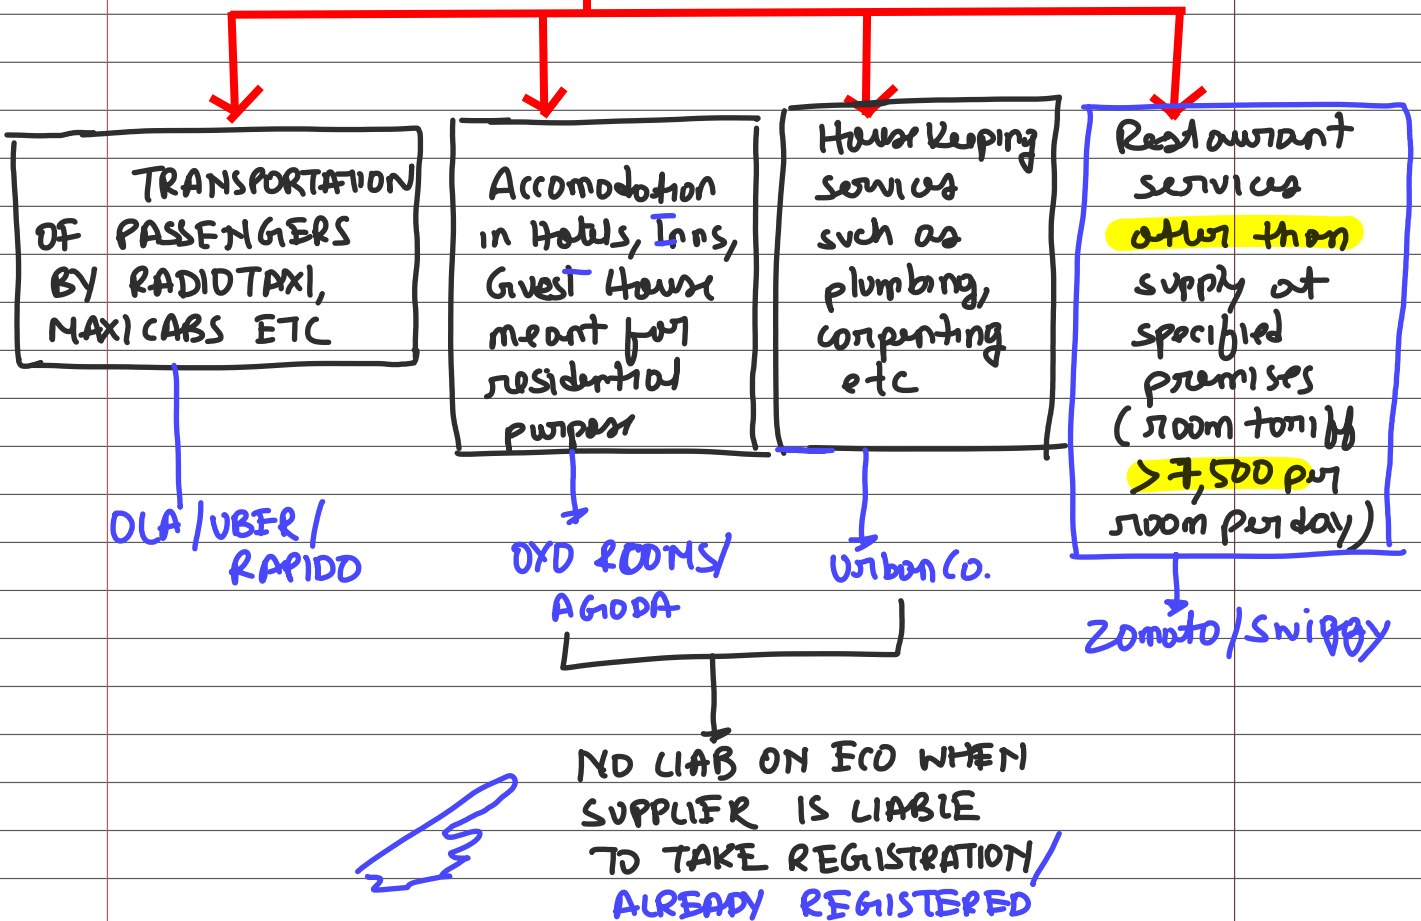 TRANSPORTATION
OF PASSENGERS
BY RADIOTAXI,
MAXICABS ETC
OLA/UBER/
RAPIDO
Accomodation
in Hotels, Inns,
Guest House
meant for
residential
purpose
OYO ROOMS/
AGODA
House Keeping
services
such as
plumbing,
carpenting
etc
Urban Co.
Restaurant
services
other than
supply at
specified
premises
(room tariff
>7,500 per
room per day)
Zomato/Swiggy
NO LIAB ON ECO WHEN
SUPPLIER IS LIABLE
TO TAKE REGISTRATION/
ALREADY REGISTERED